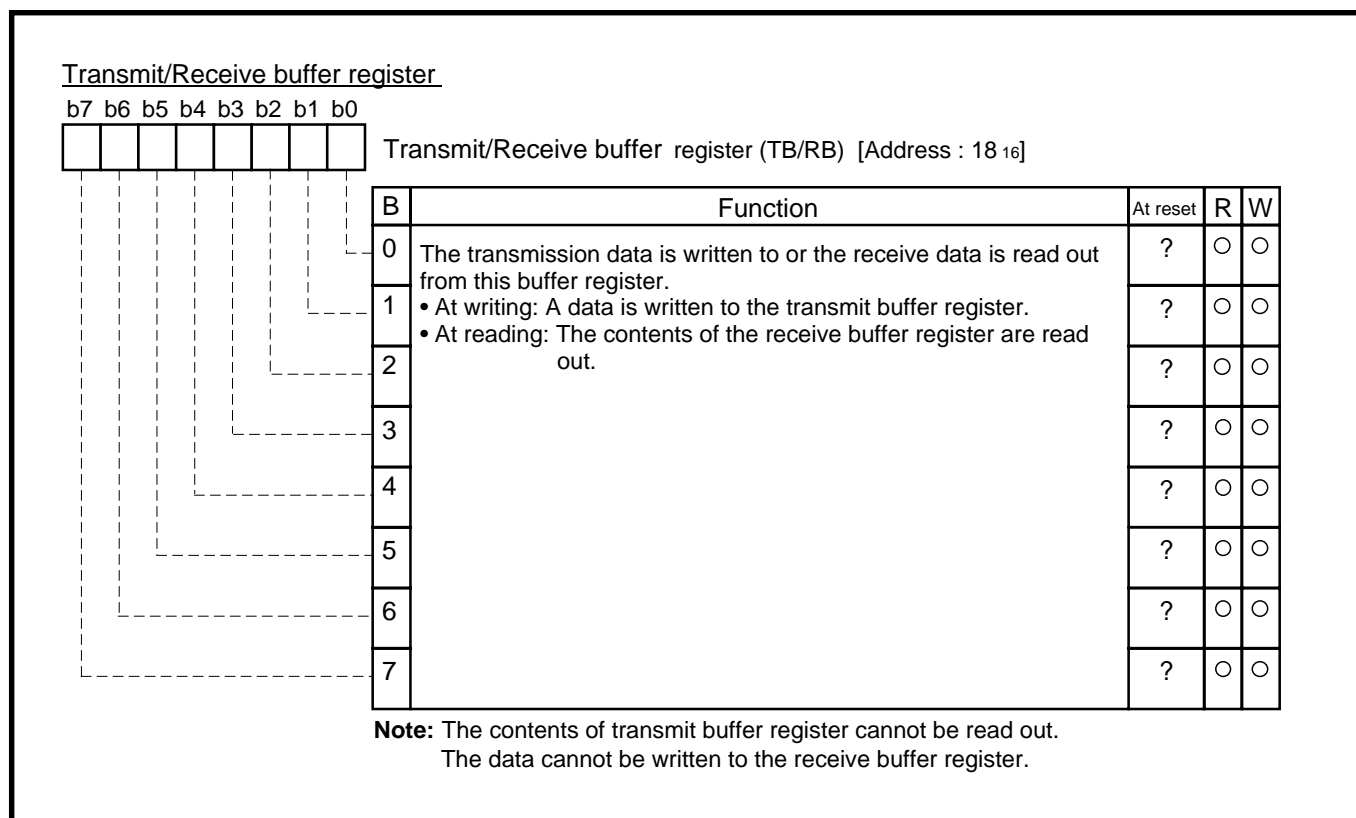 Transmit/Receive buffer register
b7 b6 b5 b4 b3 b2 b1 b0
Transmit/Receive buffer register (TB/RB) [Address : 18 16]
B Function At reset R W
0 The transmission data is written to or the receive data is read out ? ○ ○
from this buffer register.
1 • At writing: A data is written to the transmit buffer register. ? ○ ○
• At reading: The contents of the receive buffer register are read
2 out. ? ○ ○
3 ? ○ ○
4 ? ○ ○
5 ? ○ ○
6 ? ○ ○
7 ? ○ ○
Note: The contents of transmit buffer register cannot be read out.
The data cannot be written to the receive buffer register.